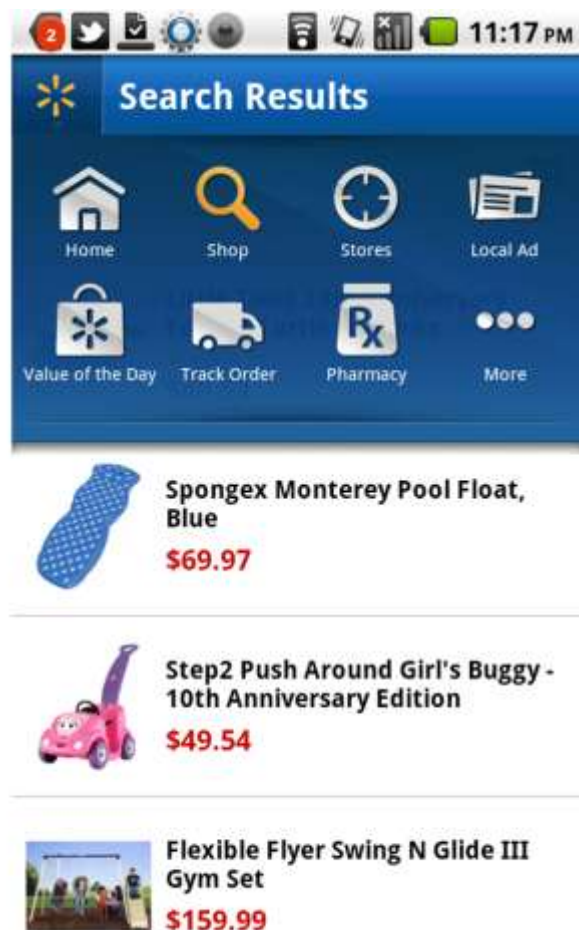 2
11:17 PM
Search Results
Home
Shop
Stores
Local Ad
Value of the Day
Track Order
Rx
Pharmacy
More
Spongex Monterey Pool Float,
Blue
$69.97
Step2 Push Around Girl's Buggy -
10th Anniversary Edition
$49.54
Flexible Flyer Swing N Glide III
Gym Set
$159.99